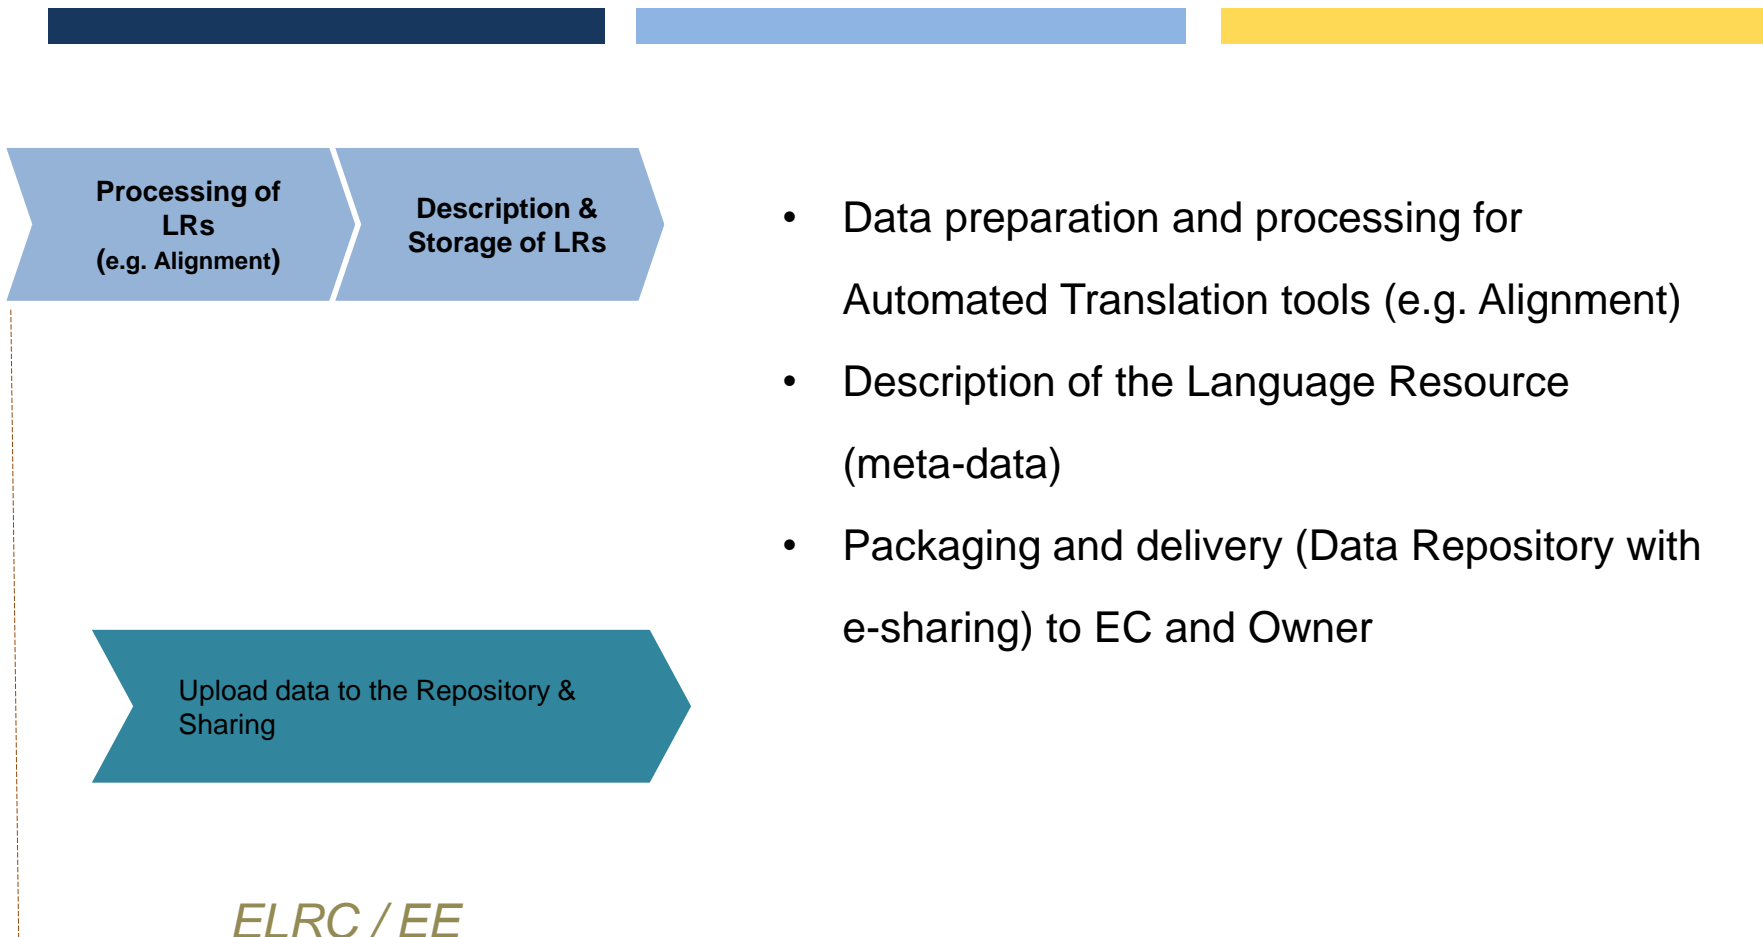 Processing of
LRs
(e.g. Alignment)
Description &
Storage of LRs
• Data preparation and processing for
Automated Translation tools (e.g. Alignment)
• Description of the Language Resource
(meta-data)
• Packaging and delivery (Data Repository with
e-sharing) to EC and Owner
Upload data to the Repository &
Sharing
ELRC / EE